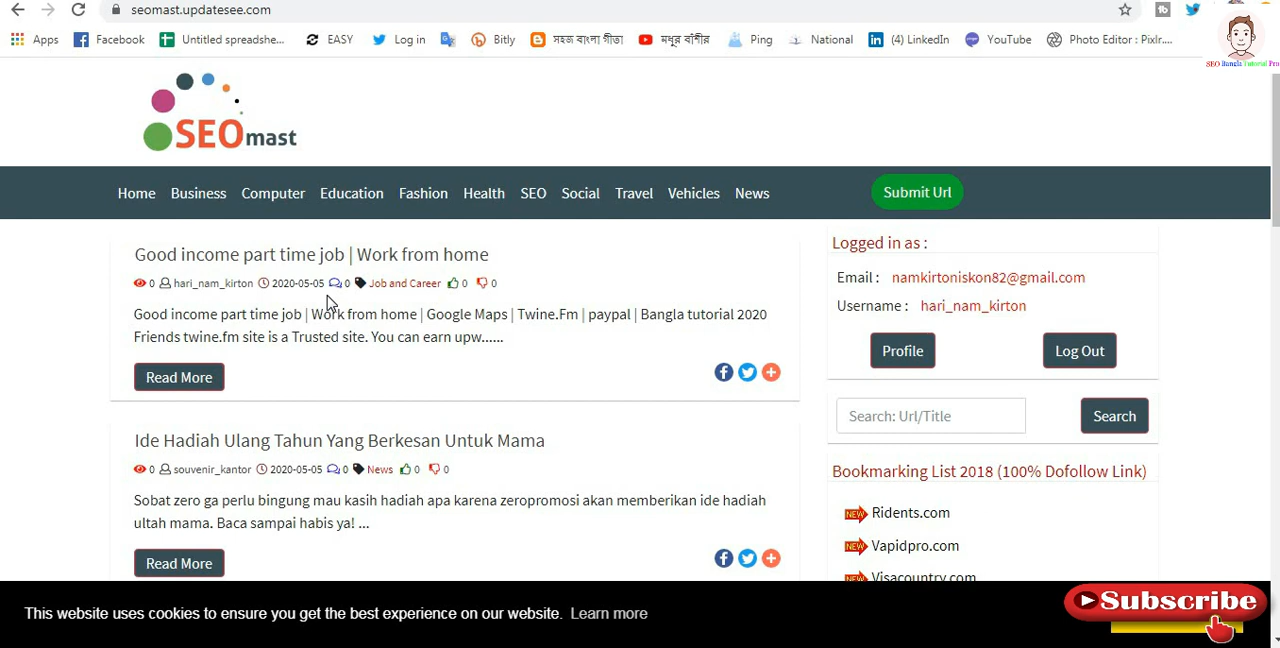 seomast.updatesee.com
Apps Facebook Untitled spreadshe... EASY Log in Bitly সহজ বাংলা গীতা মধুর বাঁশীর Ping National (4) LinkedIn YouTube Photo Editor : Pixlr....
SEO Bangla Tutorial Pro
SEOmast
Home Business Computer Education Fashion Health SEO Social Travel Vehicles News Submit Url
Good income part time job | Work from home
0 hari_nam_kirton 2020-05-05 0 Job and Career 0 0
Good income part time job | Work from home | Google Maps | Twine.Fm | paypal | Bangla tutorial 2020
Friends twine.fm site is a Trusted site. You can earn upw......
Read More
Ide Hadiah Ulang Tahun Yang Berkesan Untuk Mama
0 souvenir_kantor 2020-05-05 0 News 0 0
Sobat zero ga perlu bingung mau kasih hadiah apa karena zeropromosi akan memberikan ide hadiah
ultah mama. Baca sampai habis ya! ...
Read More
Logged in as :
Email : namkirtoniskon82@gmail.com
Username : hari_nam_kirton
Profile Log Out
Search: Url/Title Search
Bookmarking List 2018 (100% Dofollow Link)
NEW Ridents.com
NEW Vapidpro.com
NEW Visacountry.com
This website uses cookies to ensure you get the best experience on our website. Learn more
Subscribe